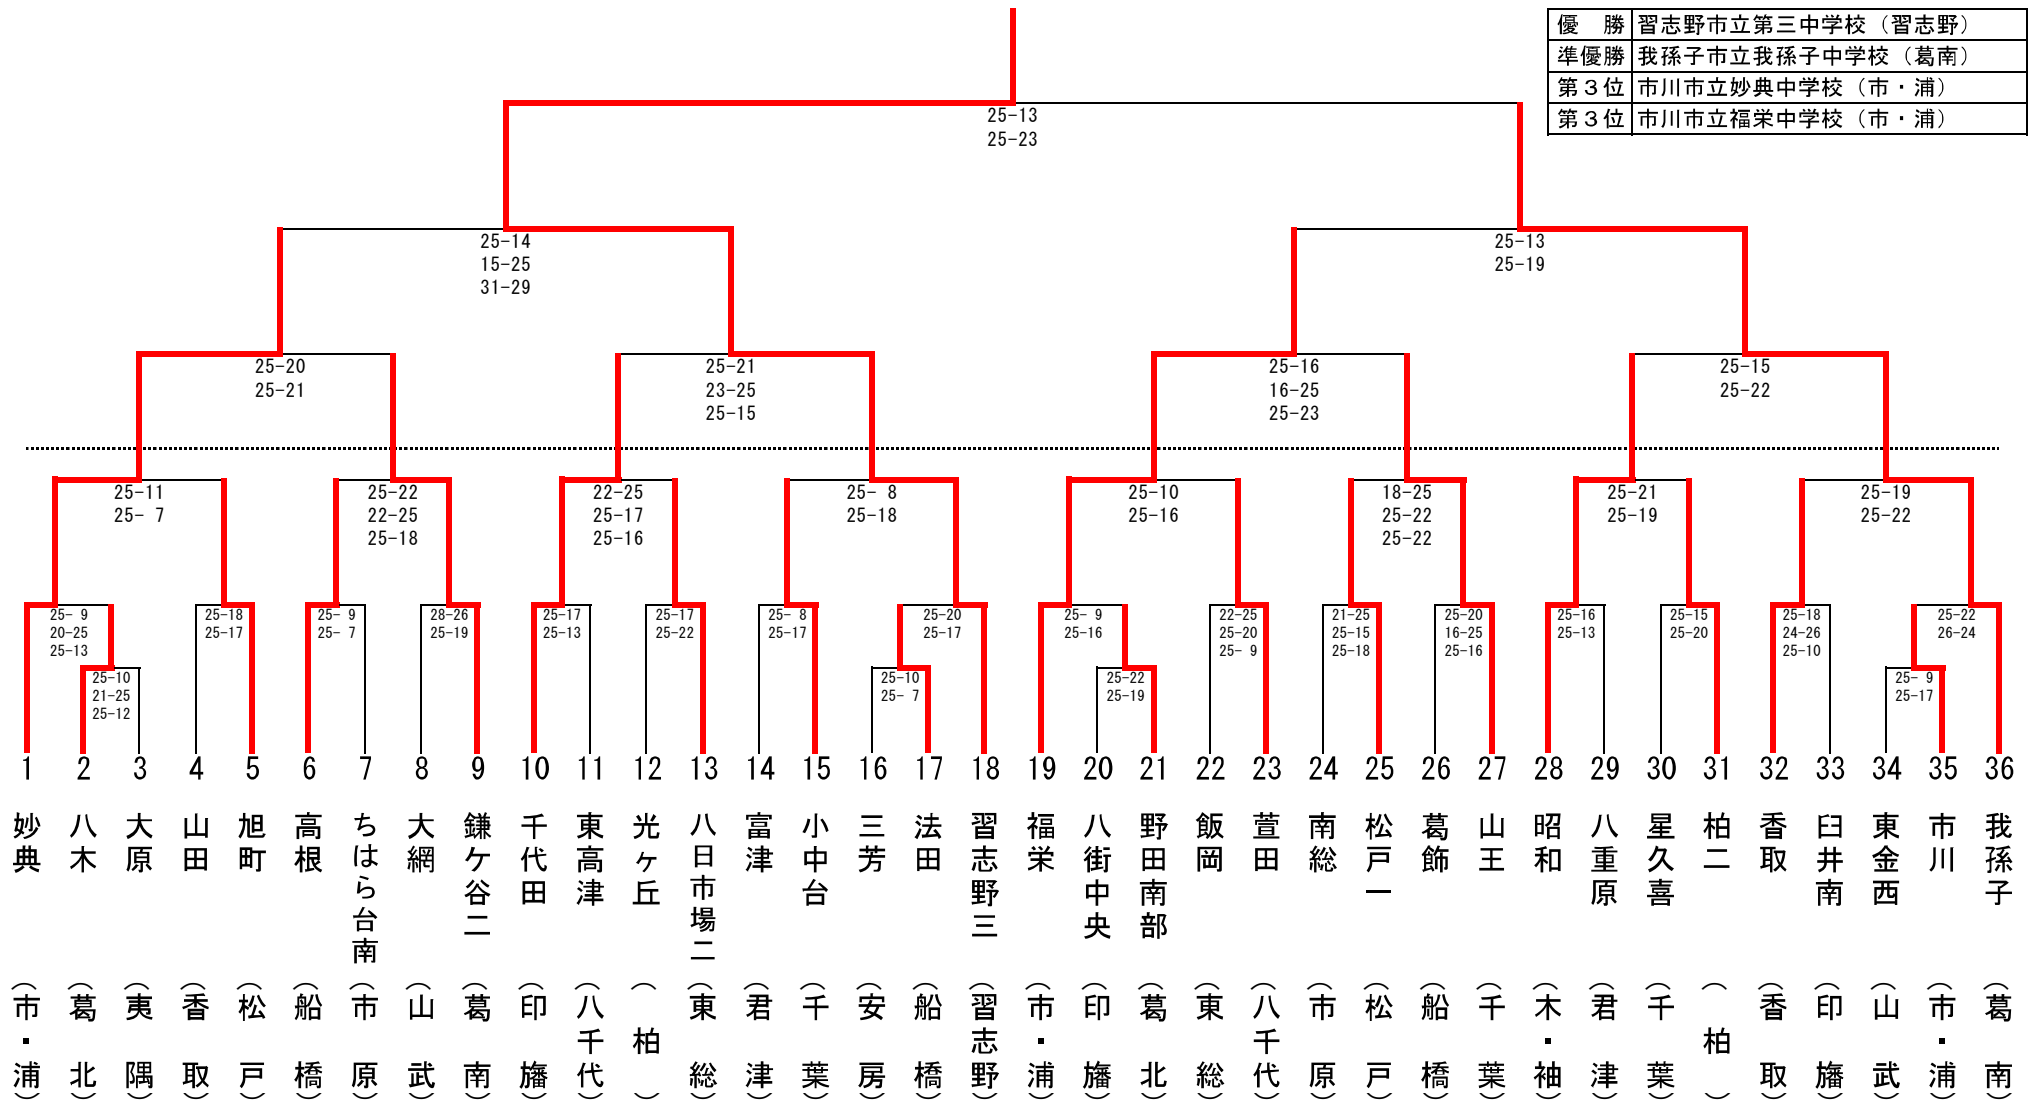 優　勝 習志野市立第三中学校（習志野）
準優勝 我孫子市立我孫子中学校（葛南）
第３位 市川市立妙典中学校（市・浦）
第３位 市川市立福栄中学校（市・浦）
25-13
25-23
25-14
15-25
31-29
25-13
25-19
25-20
25-21
25-21
23-25
25-15
25-16
16-25
25-23
25-15
25-22
25-11
25- 7
25-22
22-25
25-18
22-25
25-17
25-16
25- 8
25-18
25-10
25-16
18-25
25-22
25-22
25-21
25-19
25-19
25-22
25- 9
20-25
25-13
25-18
25-17
25- 9
25- 7
28-26
25-19
25-17
25-13
25-17
25-22
25- 8
25-17
25-20
25-17
25- 9
25-16
22-25
25-20
25- 9
21-25
25-15
25-18
25-20
16-25
25-16
25-16
25-13
25-15
25-20
25-18
24-26
25-10
25-22
26-24
25-10
21-25
25-12
25-10
25- 7
25-22
25-19
25- 9
25-17
1 妙典（市・浦）
2 八木（葛北）
3 大原（夷隅）
4 山田（香取）
5 旭町（松戸）
6 高根（船橋）
7 ちはら台南（市原）
8 大網（山武）
9 鎌ケ谷二（葛南）
10 千代田（印旛）
11 東高津（八千代）
12 光ヶ丘（柏）
13 八日市場二（東総）
14 富津（君津）
15 小中台（千葉）
16 三芳（安房）
17 法田（船橋）
18 習志野三（習志野）
19 福栄（市・浦）
20 八街中央（印旛）
21 野田南部（葛北）
22 飯岡（東総）
23 萱田（八千代）
24 南総（市原）
25 松戸一（松戸）
26 葛飾（船橋）
27 山王（千葉）
28 昭和（木・袖）
29 八重原（君津）
30 星久喜（千葉）
31 柏二（柏）
32 香取（香取）
33 臼井南（印旛）
34 東金西（山武）
35 市川（市・浦）
36 我孫子（葛南）